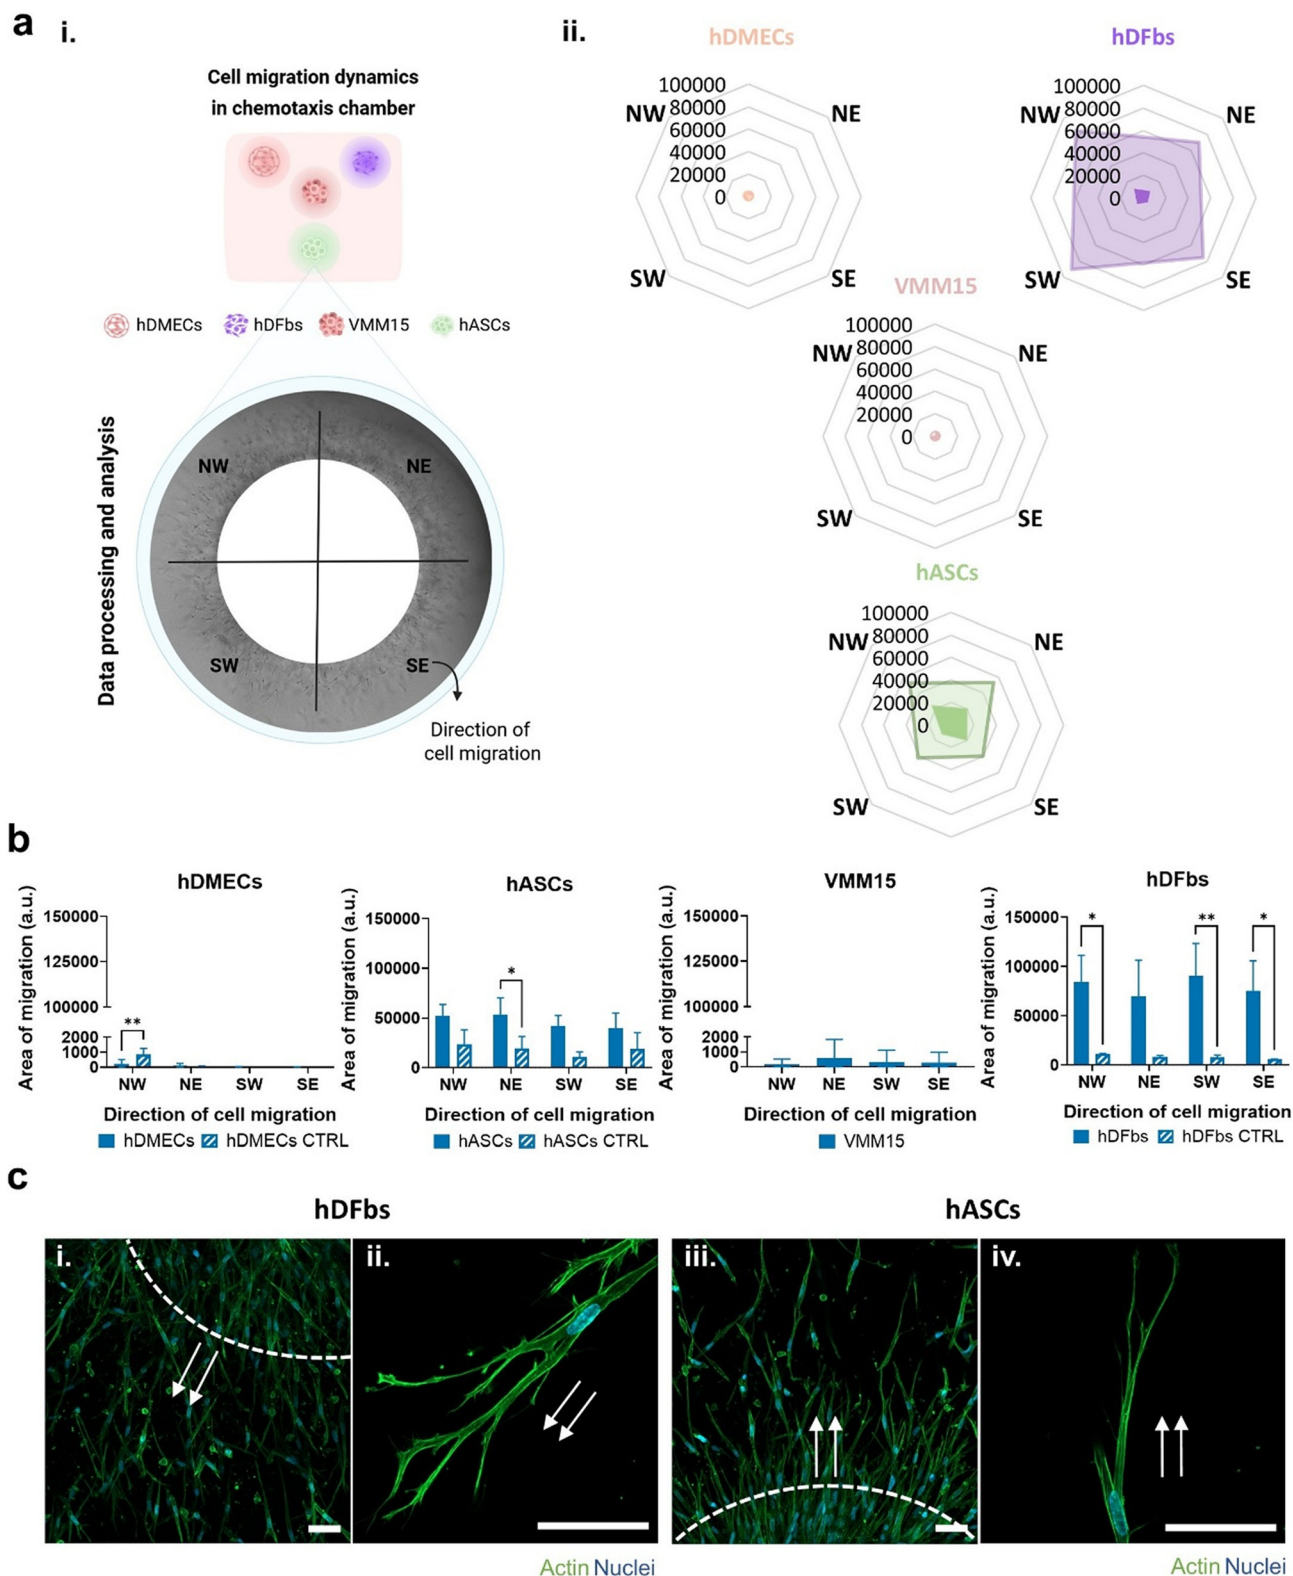 a
i.
Cell migration dynamics
in chemotaxis chamber
hDMECs
hDFbs
VMM15
hASCs
Data processing and analysis
NW
NE
SW
SE
Direction of
cell migration
ii.
hDMECs
100000
80000
60000
40000
20000
0
NW
NE
SW
SE
hDFbs
100000
80000
60000
40000
20000
0
NW
NE
SW
SE
VMM15
100000
80000
60000
40000
20000
0
NW
NE
SW
SE
hASCs
100000
80000
60000
40000
20000
0
NW
NE
SW
SE
b
hDMECs
Area of migration (a.u.)
150000
125000
100000
2000
1000
0
**
NW NE SW SE
Direction of cell migration
hDMECs hDMECs CTRL
hASCs
Area of migration (a.u.)
150000
100000
50000
0
*
NW NE SW SE
Direction of cell migration
hASCs hASCs CTRL
VMM15
Area of migration (a.u.)
150000
125000
100000
2000
1000
0
NW NE SW SE
Direction of cell migration
VMM15
hDFbs
Area of migration (a.u.)
150000
100000
50000
0
* ** *
NW NE SW SE
Direction of cell migration
hDFbs hDFbs CTRL
c
hDFbs
hASCs
i.
ii.
iii.
iv.
Actin Nuclei
Actin Nuclei